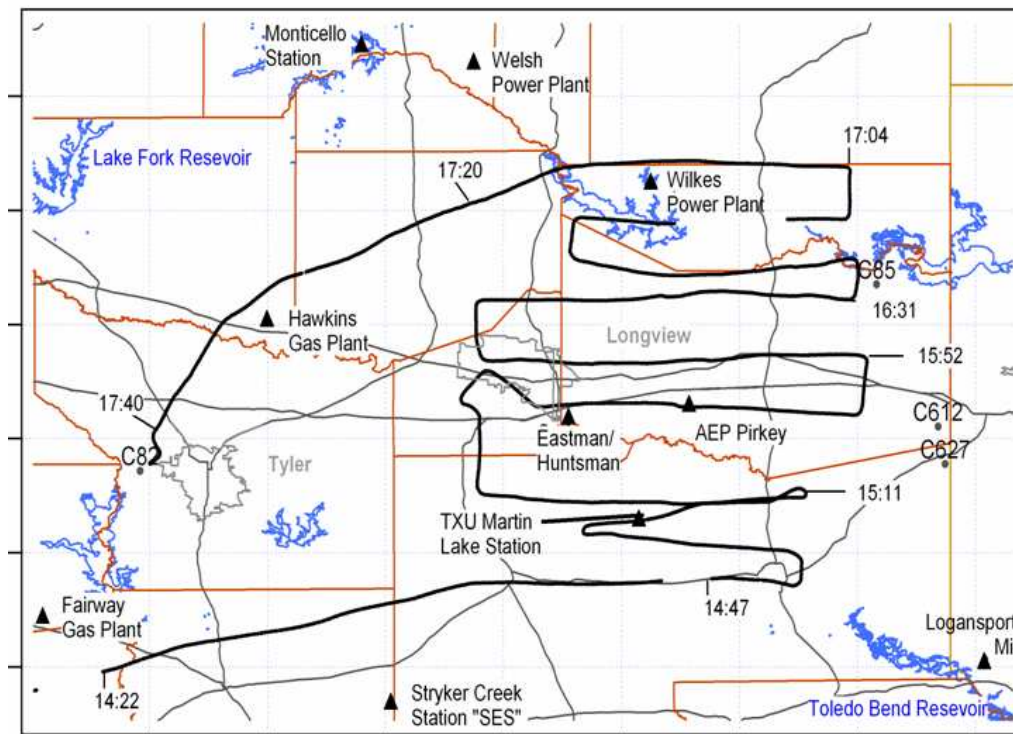 Monticello
Station
Welsh
Power Plant
17:04
Lake Fork Resevoir
17:20
Wilkes
Power Plant
C85
16:31
Hawkins
Gas Plant
Longview
15:52
17:40
C612
AEP Pirkey
Eastman/
Huntsman
C82
Tyler
C627
15:11
TXU Martin
Lake Station
14:47
Fairway
Gas Plant
Logansport
Mi
14:22
Stryker Creek
Station "SES"
Toledo Bend Resevoir